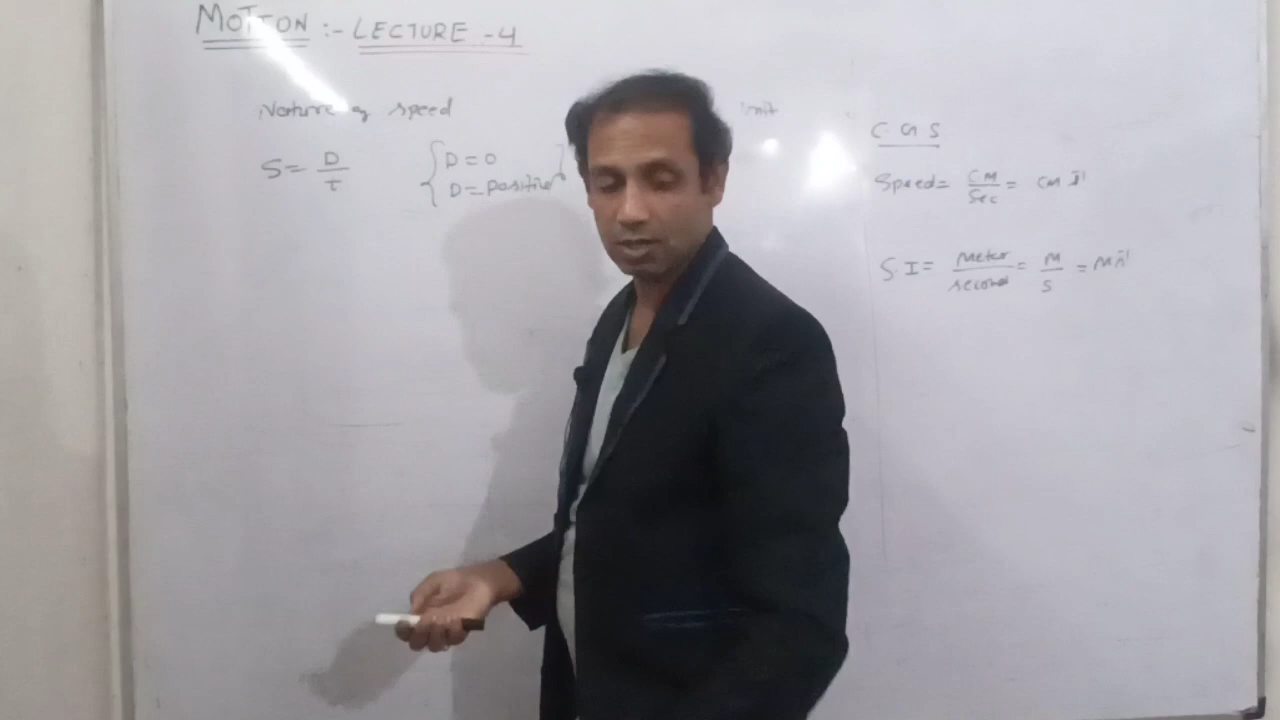 MOTION :- LECTURE - 4
Nature of speed
S = D/t
{ D = 0
D = Positive }
Unit
C G S
Speed = CM/Sec = CM S⁻¹
S.I = Meter/second = M/S = M S⁻¹